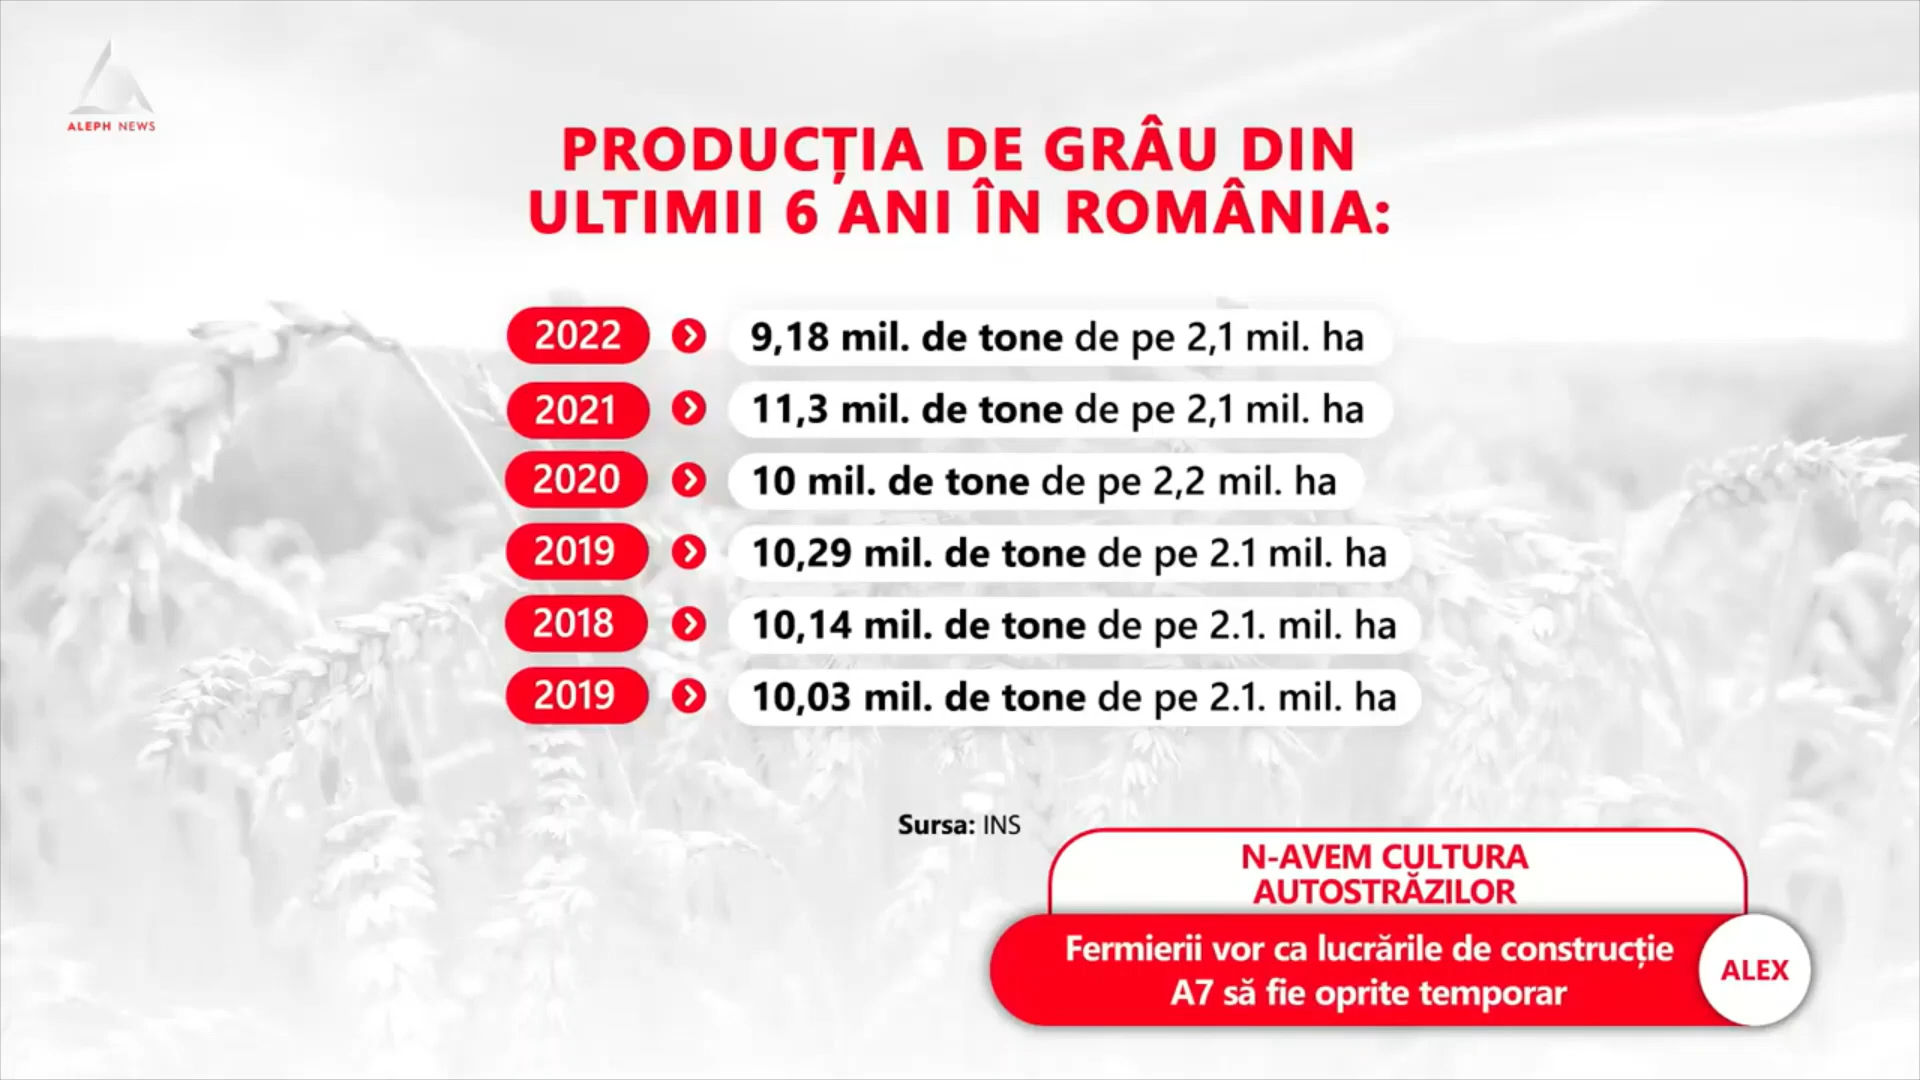 ALEPH NEWS
PRODUCȚIA DE GRÂU DIN
ULTIMII 6 ANI ÎN ROMÂNIA:
2022 9,18 mil. de tone de pe 2,1 mil. ha
2021 11,3 mil. de tone de pe 2,1 mil. ha
2020 10 mil. de tone de pe 2,2 mil. ha
2019 10,29 mil. de tone de pe 2.1 mil. ha
2018 10,14 mil. de tone de pe 2.1. mil. ha
2019 10,03 mil. de tone de pe 2.1. mil. ha
Sursa: INS
N-AVEM CULTURA
AUTOSTRĂZILOR
Fermierii vor ca lucrările de construcție
A7 să fie oprite temporar
ALEX